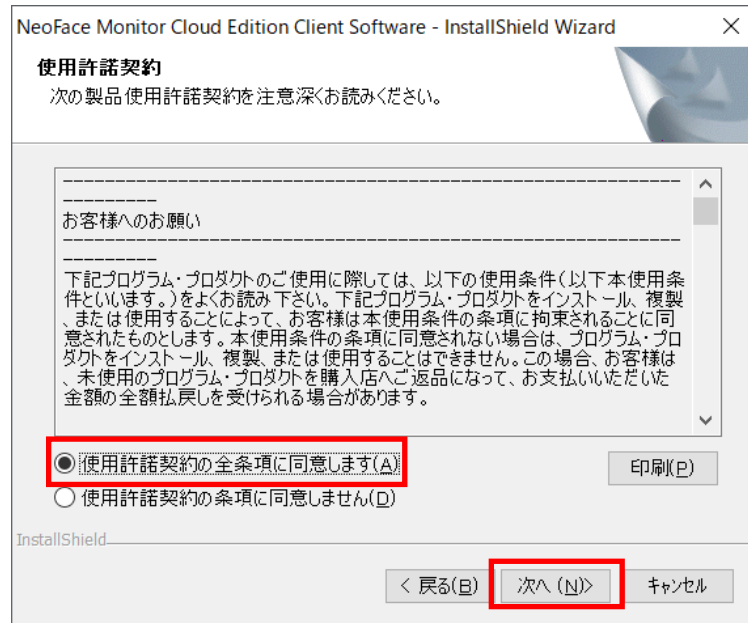 NeoFace Monitor Cloud Edition Client Software - InstallShield Wizard
使用許諾契約
次の製品使用許諾契約を注意深くお読みください。
--------------------------------------------------------------
---------
お客様へのお願い
--------------------------------------------------------------
---------
下記プログラム・プロダクトのご使用に際しては、以下の使用条件（以下本使用条
件といいます。）をよくお読み下さい。下記プログラム・プロダクトをインストール、複製
、または使用することによって、お客様は本使用条件の条項に拘束されることに同
意されたものとします。本使用条件の条項に同意されない場合は、プログラム・プロ
ダクトをインストール、複製、または使用することはできません。この場合、お客様は
、未使用のプログラム・プロダクトを購入店へご返品になって、お支払いいただいた
金額の全額払戻しを受けられる場合があります。
使用許諾契約の全条項に同意します(A)
印刷(P)
使用許諾契約の条項に同意しません(D)
InstallShield
< 戻る(B)
次へ (N)>
キャンセル